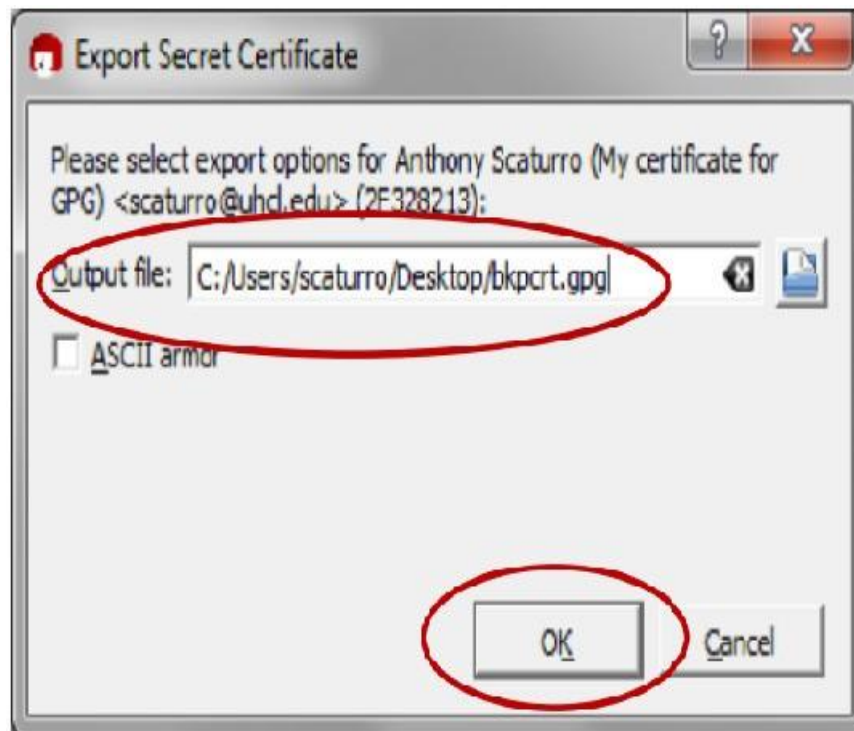 Export Secret Certificate
Please select export options for Anthony Scaturro (My certificate for
GPG) <scaturro@uhcl.edu> (2F328213):
Output file: C:/Users/scaturro/Desktop/bkpcrt.gpg
ASCII armor
OK
Cancel